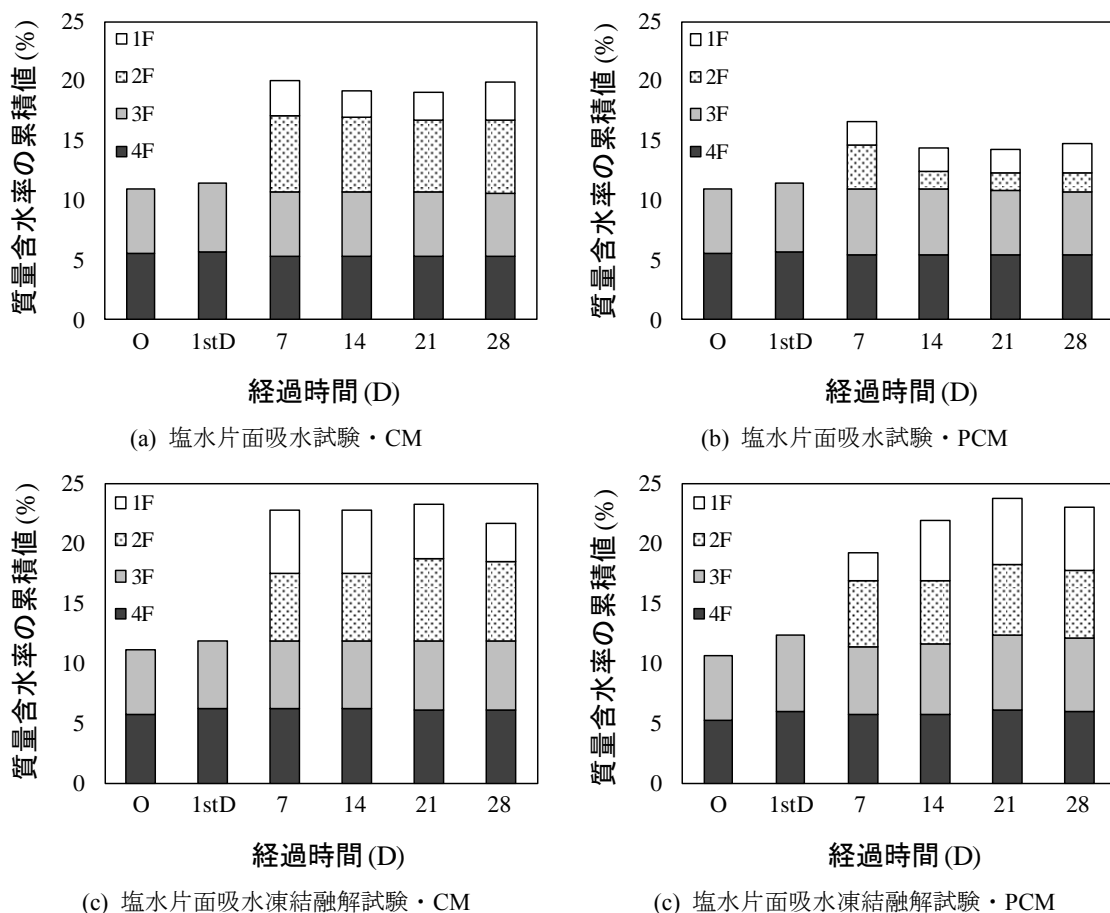 質量含水率の累積値(%)
25
20
15
10
5
0
1F
2F
3F
4F
O 1stD 7 14 21 28
経過時間(D)
(a) 塩水片面吸水試験・CM
質量含水率の累積値(%)
25
20
15
10
5
0
1F
2F
3F
4F
O 1stD 7 14 21 28
経過時間(D)
(b) 塩水片面吸水試験・PCM
質量含水率の累積値(%)
25
20
15
10
5
0
1F
2F
3F
4F
O 1stD 7 14 21 28
経過時間(D)
(c) 塩水片面吸水凍結融解試験・CM
質量含水率の累積値(%)
25
20
15
10
5
0
1F
2F
3F
4F
O 1stD 7 14 21 28
経過時間(D)
(c) 塩水片面吸水凍結融解試験・PCM